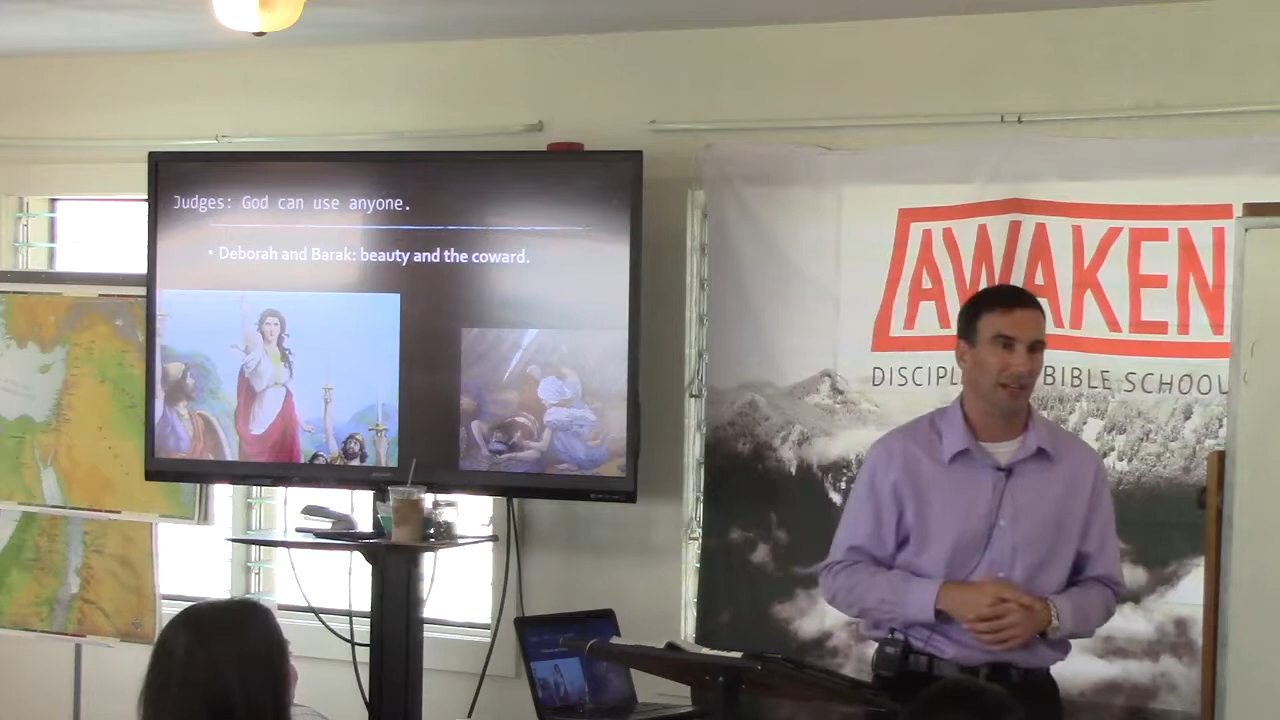 Judges: God can use anyone.
• Deborah and Barak: beauty and the coward.
AWAKEN
DISCIPL BIBLE SCHOOL